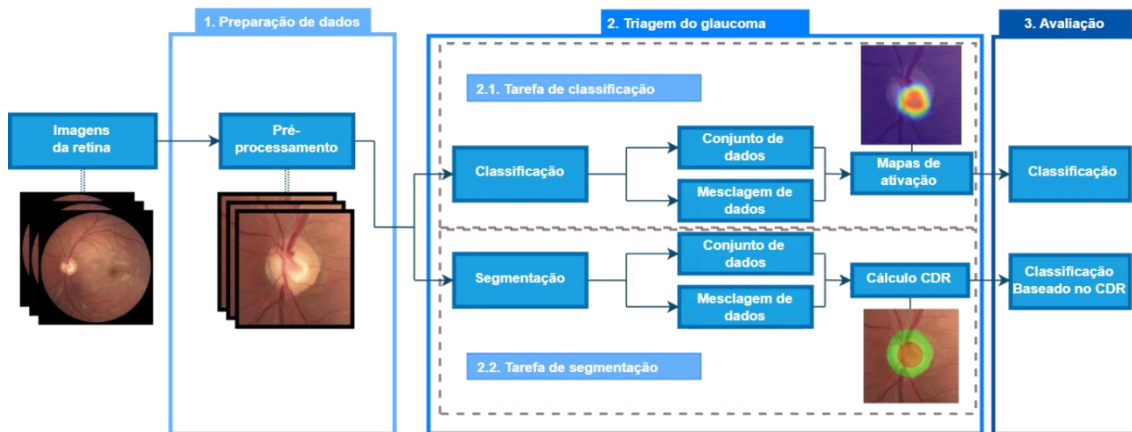 1. Preparação de dados
2. Triagem do glaucoma
3. Avaliação
2.1. Tarefa de classificação
Imagens
da retina
Pré-
processamento
Classificação
Conjunto de
dados
Mesclagem de
dados
Mapas de
ativação
Classificação
Segmentação
Conjunto de
dados
Mesclagem de
dados
Cálculo CDR
Classificação
Baseado no CDR
2.2. Tarefa de segmentação